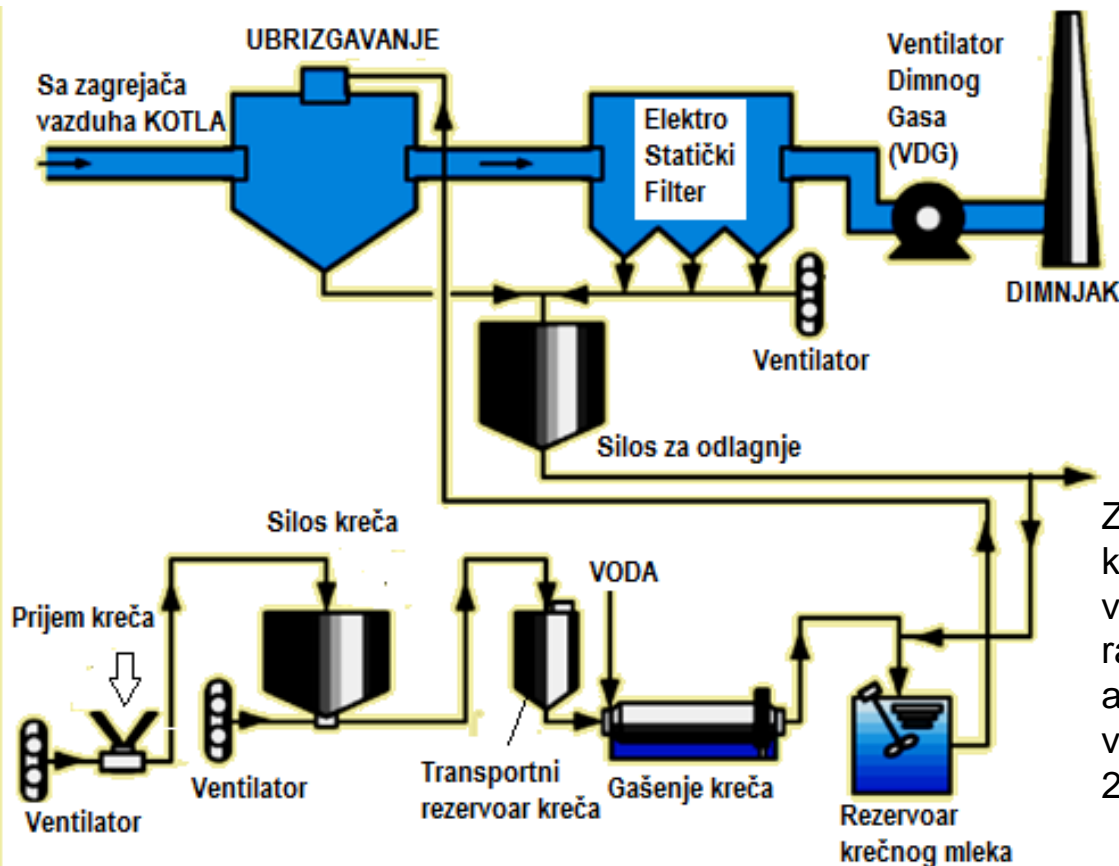 UBRIZGAVANJE
Sa zagrejača
vazduha KOTLA
Elektro
Statički
Filter
Ventilator
Dimnog
Gasa
(VDG)
DIMNJAK
Ventilator
Silos za odlagnje
Silos kreča
VODA
Prijem kreča
Ventilator
Ventilator
Transportni
rezervoar kreča
Gašenje kreča
Rezervoar
krečnog mleka